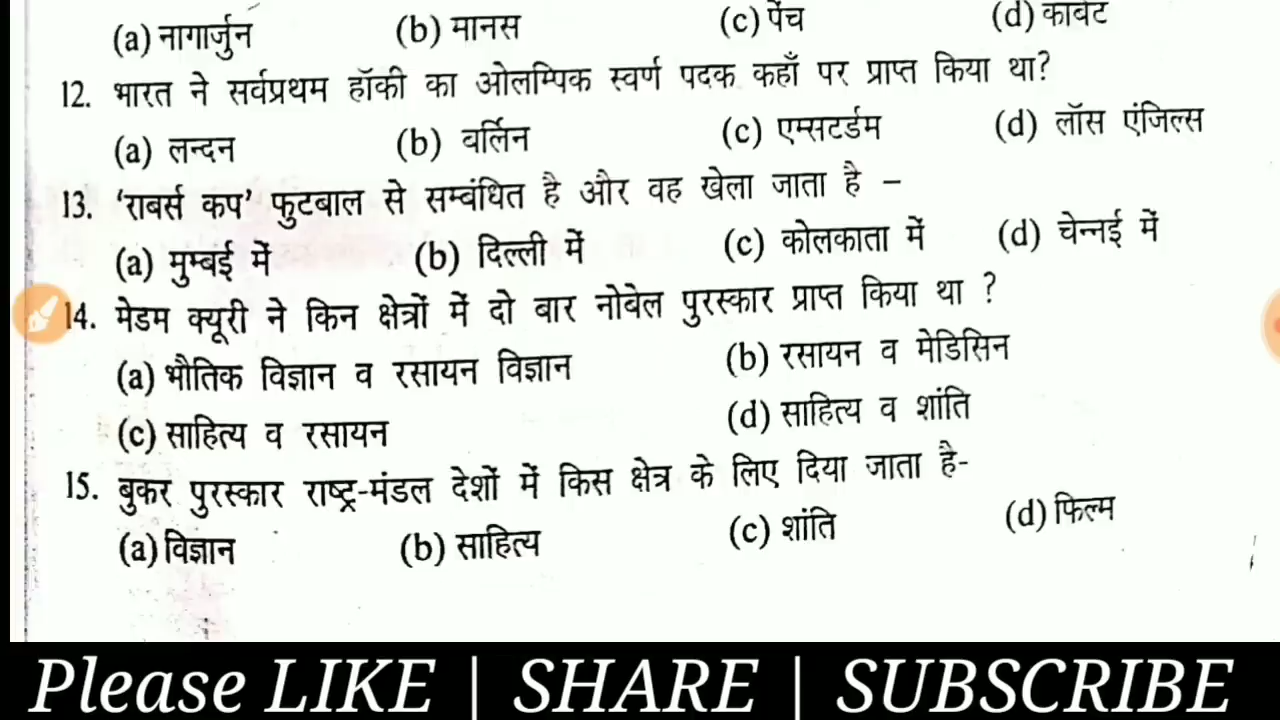 (a) नागार्जुन (b) मानस (c) पेंच (d) कार्बेट
12. भारत ने सर्वप्रथम हॉकी का ओलम्पिक स्वर्ण पदक कहाँ पर प्राप्त किया था?
(a) लन्दन (b) बर्लिन (c) एम्सटर्डम (d) लॉस एंजिल्स
13. 'राबर्स कप' फुटबाल से सम्बंधित है और वह खेला जाता है –
(a) मुम्बई में (b) दिल्ली में (c) कोलकाता में (d) चेन्नई में
14. मेडम क्यूरी ने किन क्षेत्रों में दो बार नोबेल पुरस्कार प्राप्त किया था ?
(a) भौतिक विज्ञान व रसायन विज्ञान (b) रसायन व मेडिसिन
(c) साहित्य व रसायन (d) साहित्य व शांति
15. बुकर पुरस्कार राष्ट्र-मंडल देशों में किस क्षेत्र के लिए दिया जाता है-
(a) विज्ञान (b) साहित्य (c) शांति (d) फिल्म
Please LIKE | SHARE | SUBSCRIBE